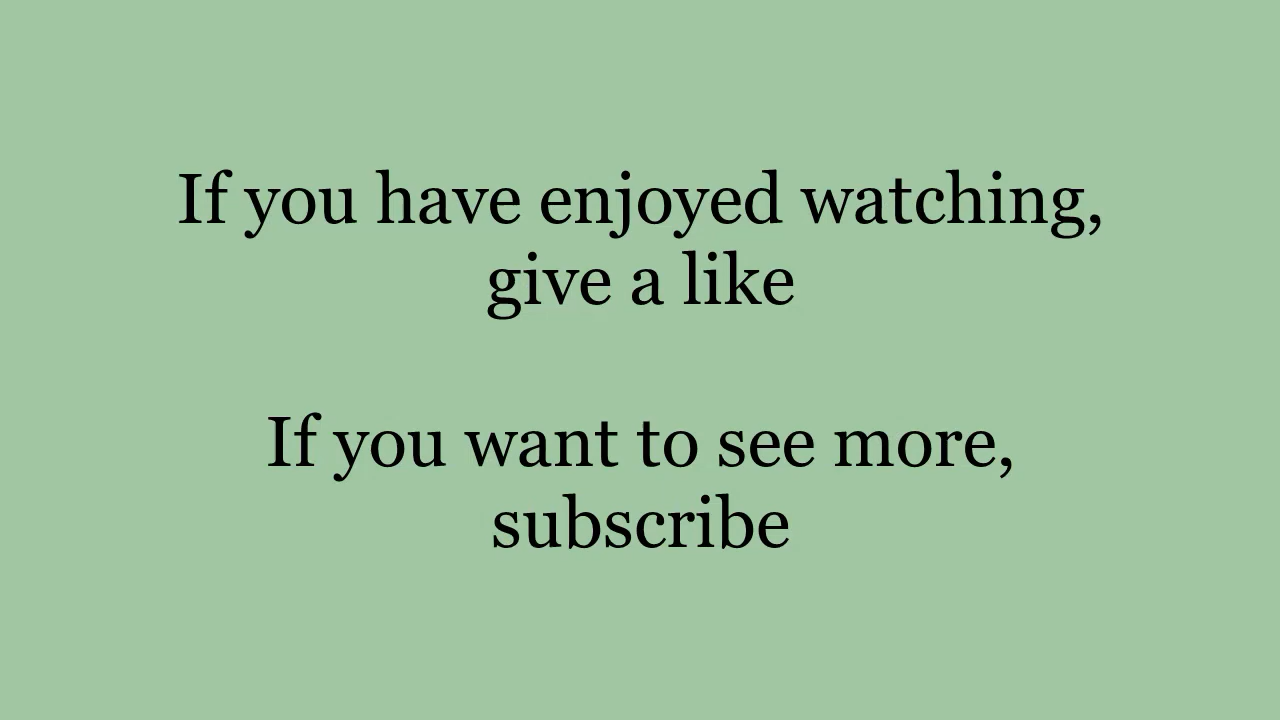 If you have enjoyed watching,
give a like
If you want to see more,
subscribe